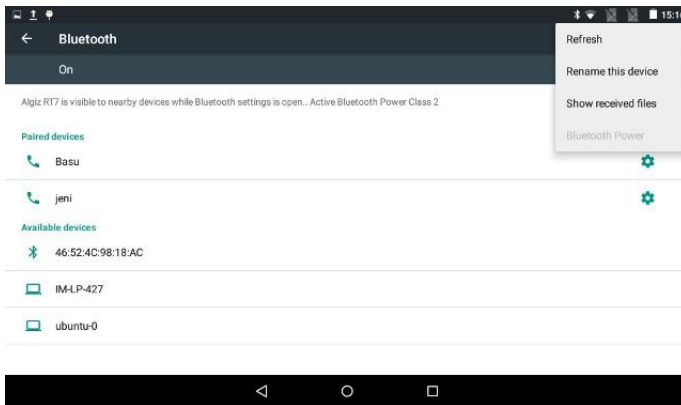 15:16
Bluetooth
On
Algiz RT7 is visible to nearby devices while Bluetooth settings is open.. Active Bluetooth Power Class 2
Paired devices
Basu
jeni
Available devices
46:52:4C:98:18:AC
IM-LP-427
ubuntu-0
Refresh
Rename this device
Show received files
Bluetooth Power